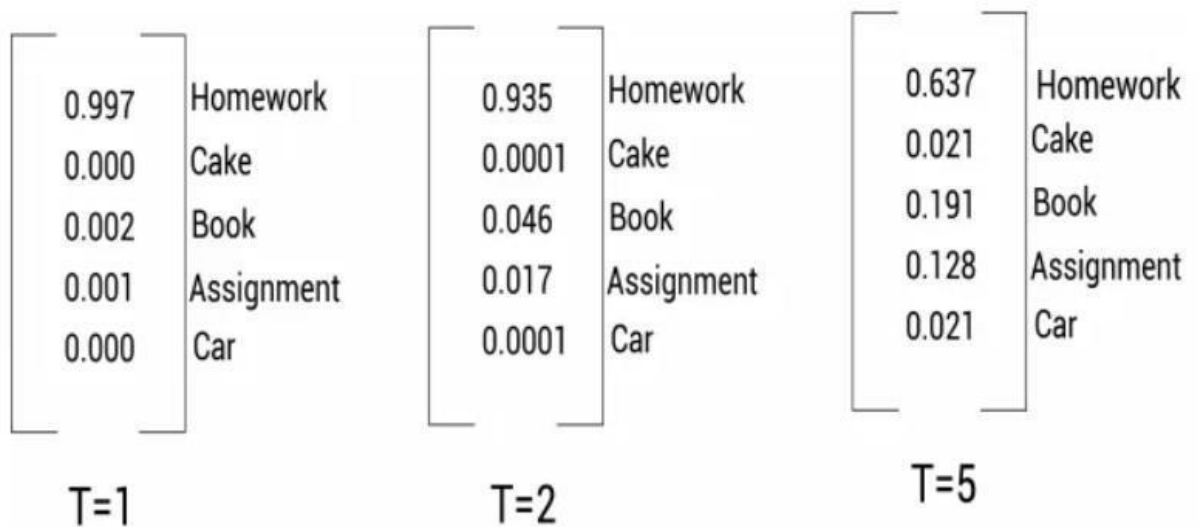 0.997 Homework
0.000 Cake
0.002 Book
0.001 Assignment
0.000 Car
T=1
0.935 Homework
0.0001 Cake
0.046 Book
0.017 Assignment
0.0001 Car
T=2
0.637 Homework
0.021 Cake
0.191 Book
0.128 Assignment
0.021 Car
T=5